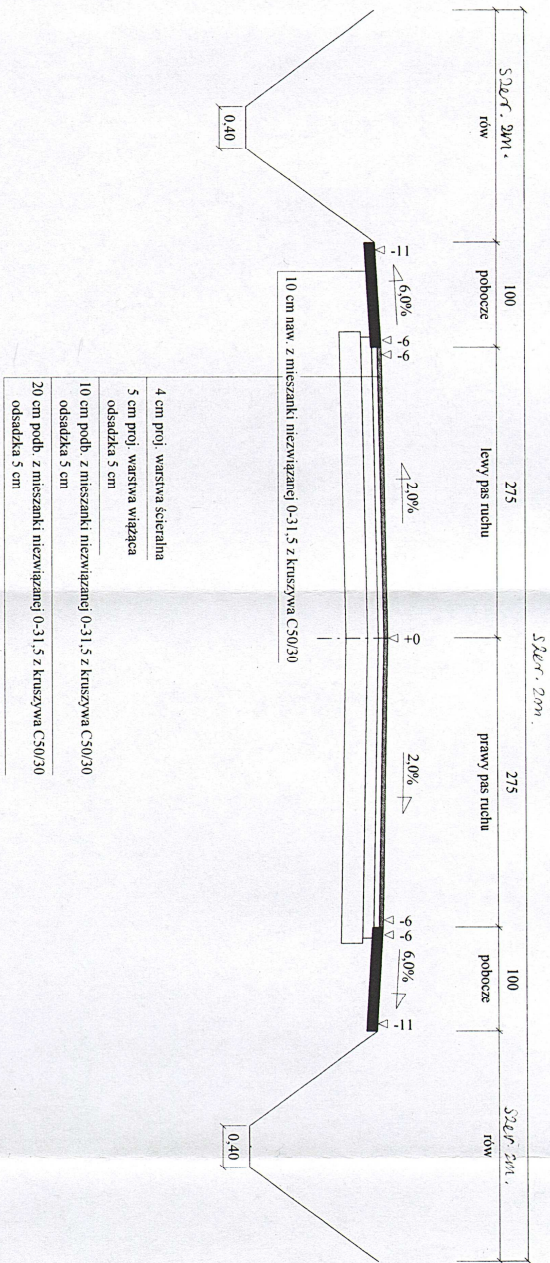 szer. 2m.
szer. 2m.
100
275
275
100
szer. 2m.
rów
pobocze
lewy pas ruchu
prawy pas ruchu
pobocze
rów
-11
6,0%
-6
-6
2,0%
+0
2,0%
-6
-6
6,0%
-11
0,40
0,40
10 cm naw. z mieszanki niezwiązanej 0-31,5 z kruszywa C50/30
4 cm proj. warstwa ścieralna
5 cm proj. warstwa wiążąca
odsadzka 5 cm
10 cm podb. z mieszanki niezwiązanej 0-31,5 z kruszywa C50/30
odsadzka 5 cm
20 cm podb. z mieszanki niezwiązanej 0-31,5 z kruszywa C50/30
odsadzka 5 cm